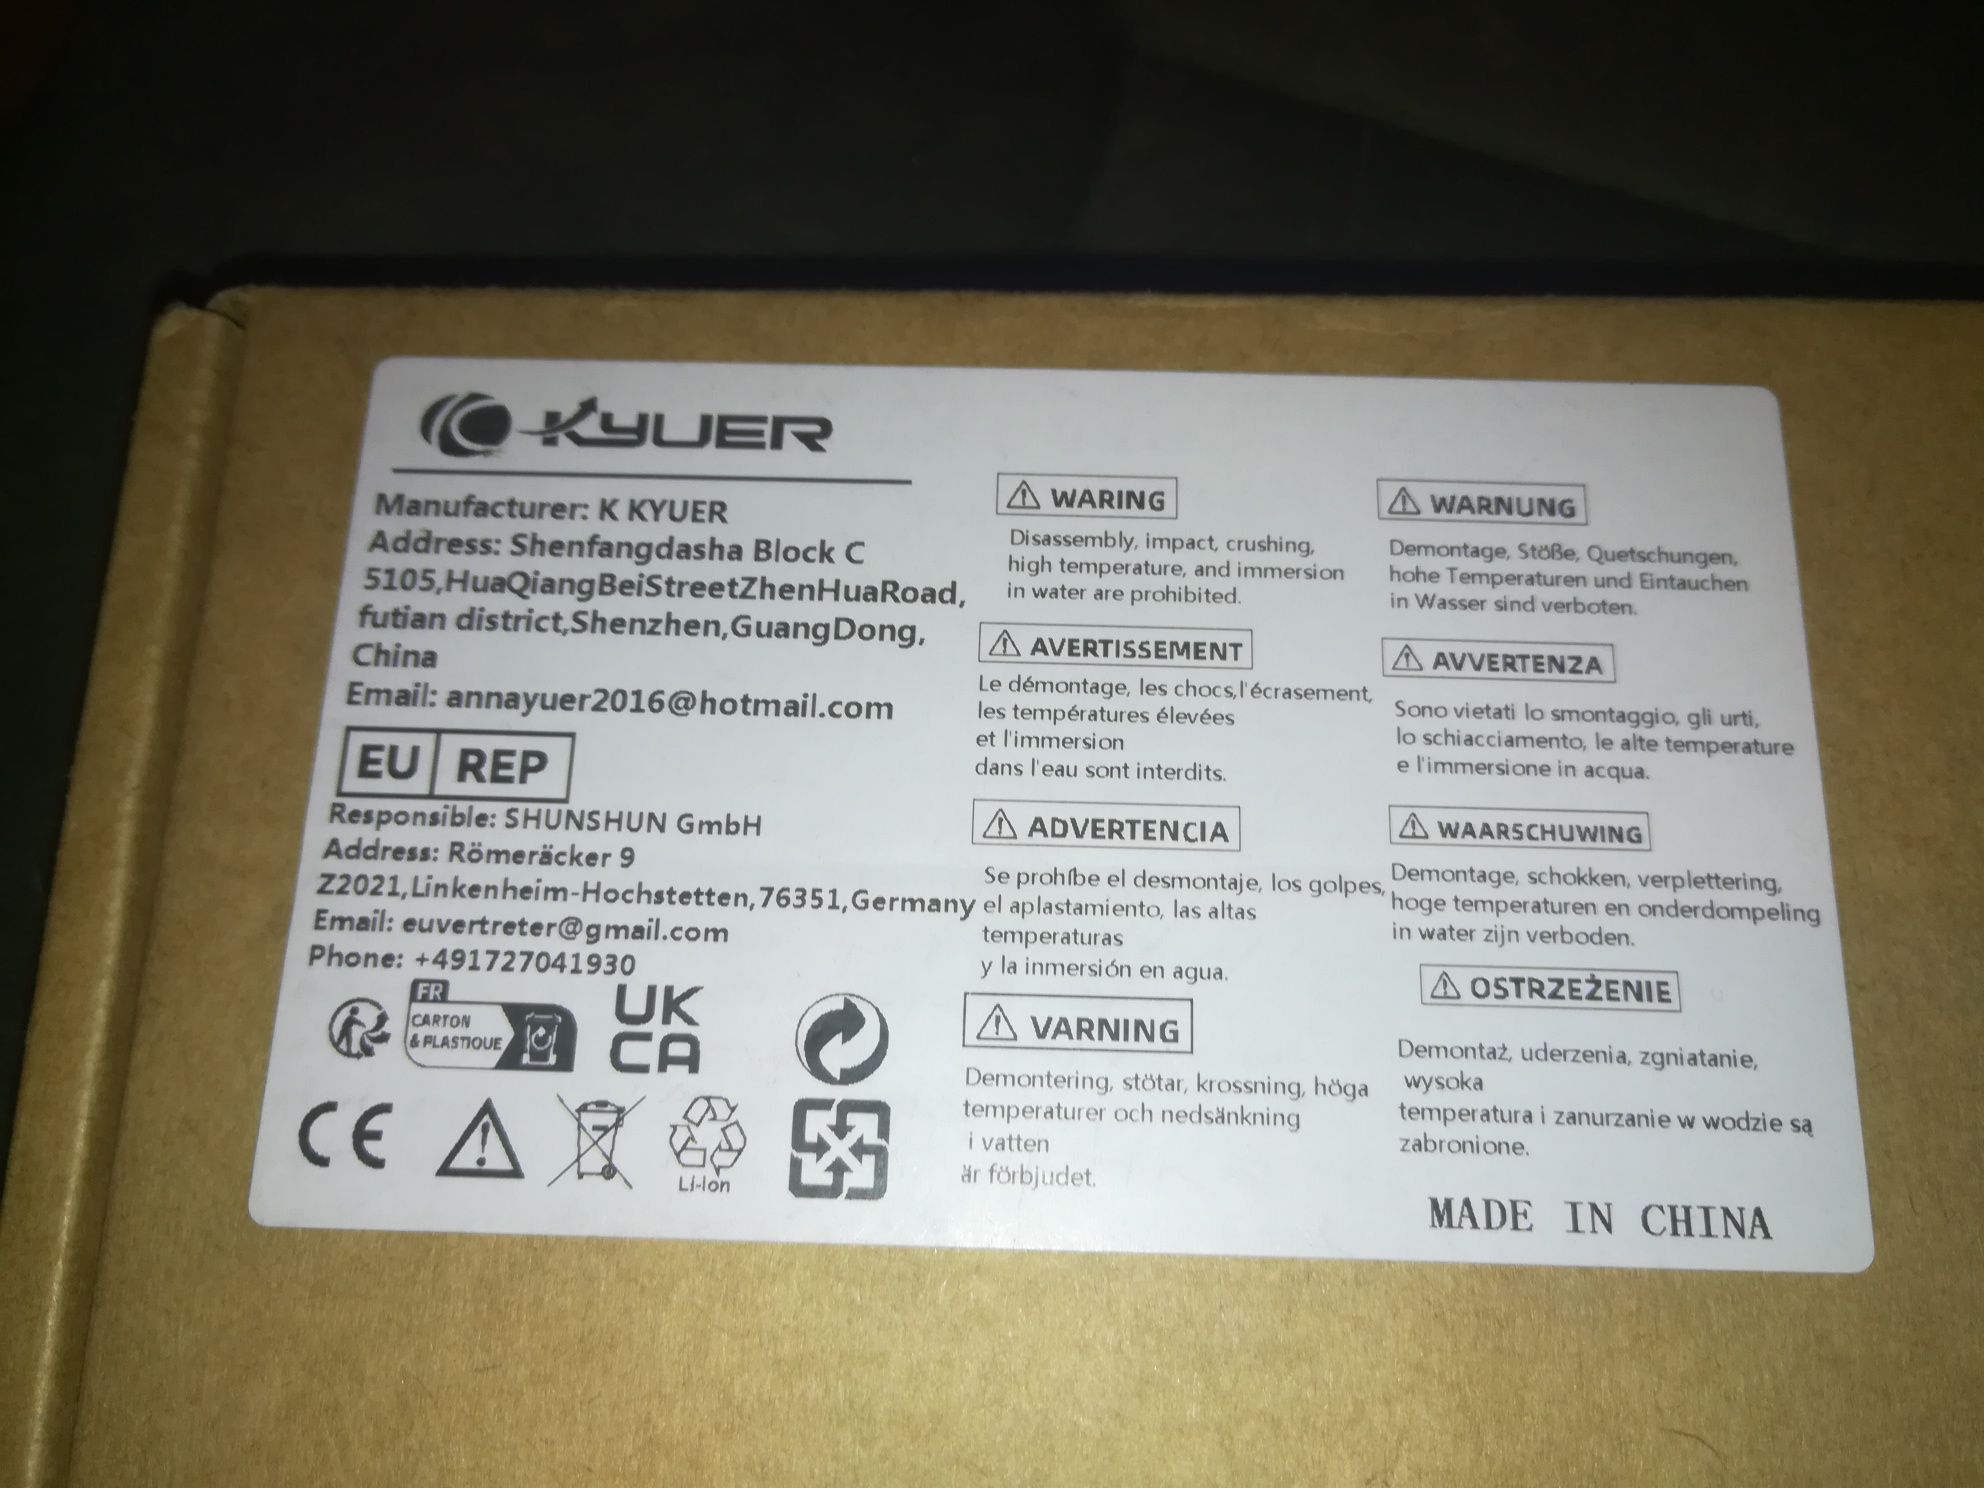 KYUER
Manufacturer: K KYUER
Address: Shenfangdasha Block C
5105,HuaQiangBeiStreetZhenHuaRoad,
futian district,Shenzhen,GuangDong,
China
Email: annayuer2016@hotmail.com
EU REP
Responsible: SHUNSHUN GmbH
Address: Römeräcker 9
Z2021,Linkenheim-Hochstetten,76351,Germany
Email: euvertreter@gmail.com
Phone: +491727041930
FR
CARTON
& PLASTIQUE
UK
CA
CE
Li-Ion
WARING
Disassembly, impact, crushing,
high temperature, and immersion
in water are prohibited.
AVERTISSEMENT
Le démontage, les chocs,l'écrasement,
les températures élevées
et l'immersion
dans l'eau sont interdits.
ADVERTENCIA
Se prohíbe el desmontaje, los golpes,
el aplastamiento, las altas
temperaturas
y la inmersión en agua.
VARNING
Demontering, stötar, krossning, höga
temperaturer och nedsänkning
i vatten
är förbjudet.
WARNUNG
Demontage, Stöße, Quetschungen,
hohe Temperaturen und Eintauchen
in Wasser sind verboten.
AVVERTENZA
Sono vietati lo smontaggio, gli urti,
lo schiacciamento, le alte temperature
e l'immersione in acqua.
WAARSCHUWING
Demontage, schokken, verplettering,
hoge temperaturen en onderdompeling
in water zijn verboden.
OSTRZEŻENIE
Demontaż, uderzenia, zgniatanie,
wysoka
temperatura i zanurzanie w wodzie są
zabronione.
MADE IN CHINA